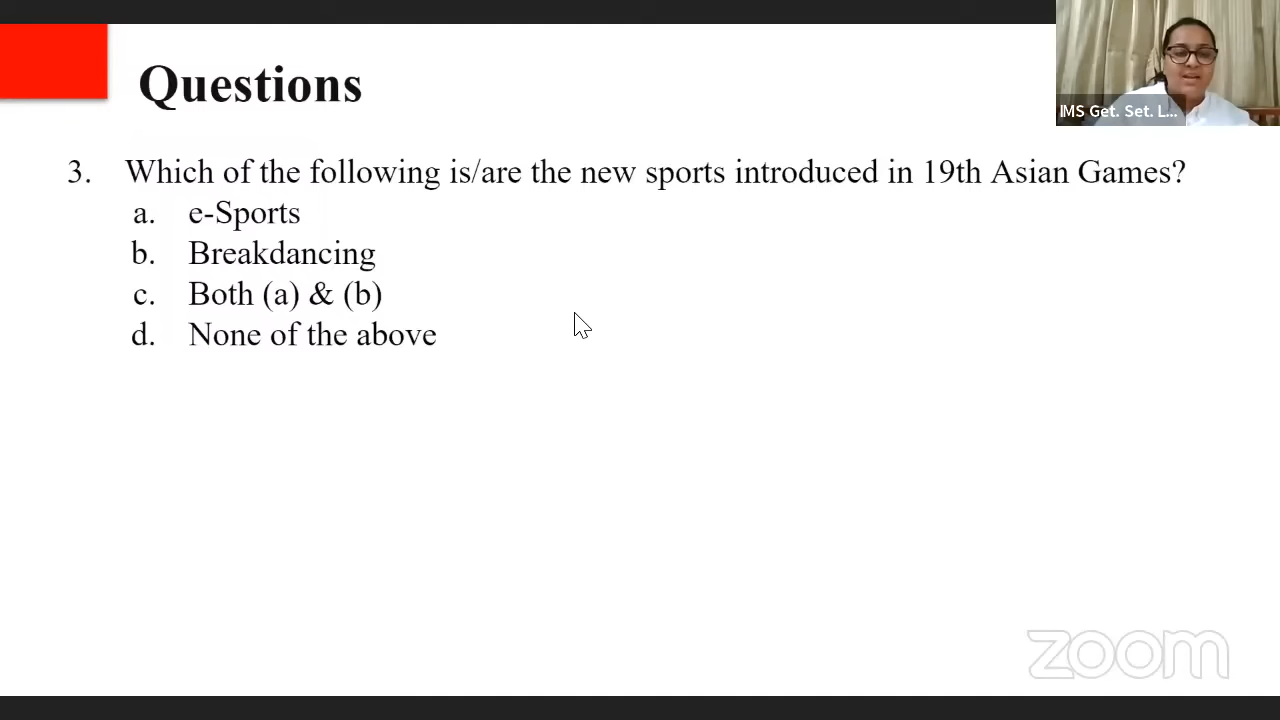 Questions
IMS Get. Set. L...
3. Which of the following is/are the new sports introduced in 19th Asian Games?
a. e-Sports
b. Breakdancing
c. Both (a) & (b)
d. None of the above
zoom